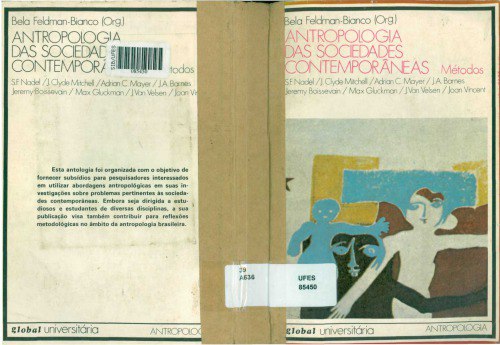 Bela Feldman-Bianco (Org.)
ANTROPOLOGIA
DAS SOCIEDADE
CONTEMPORÂ
Métodos
SIB/UFES
85450
S.F. Nadel / J. Clyde Mitchell / Adrian C. Mayer / J.A. Barnes
Jeremy Boissevain / Max Gluckman / J. Van Velsen / Joan
Esta antologia foi organizada com o objetivo de
fornecer subsídios para pesquisadores interessados
em utilizar abordagens antropológicas em suas in-
vestigações sobre problemas pertinentes às socieda-
des contemporâneas. Embora seja dirigida a estu-
diosos e estudantes de diversas disciplinas, a sua
publicação visa também contribuir para reflexões
metodológicas no âmbito da antropologia brasileira.
global universitária
ANTROPOLOGIA
39
A636
UFES
85450
Bela Feldman-Bianco (Org.)
ANTROPOLOGIA
DAS SOCIEDADES
CONTEMPORÂNEAS Métodos
S.F. Nadel / J. Clyde Mitchell / Adrian C. Mayer / J.A. Barnes
Jeremy Boissevain / Max Gluckman / J. Van Velsen / Joan Vincent
global universitária
ANTROPOLOGIA